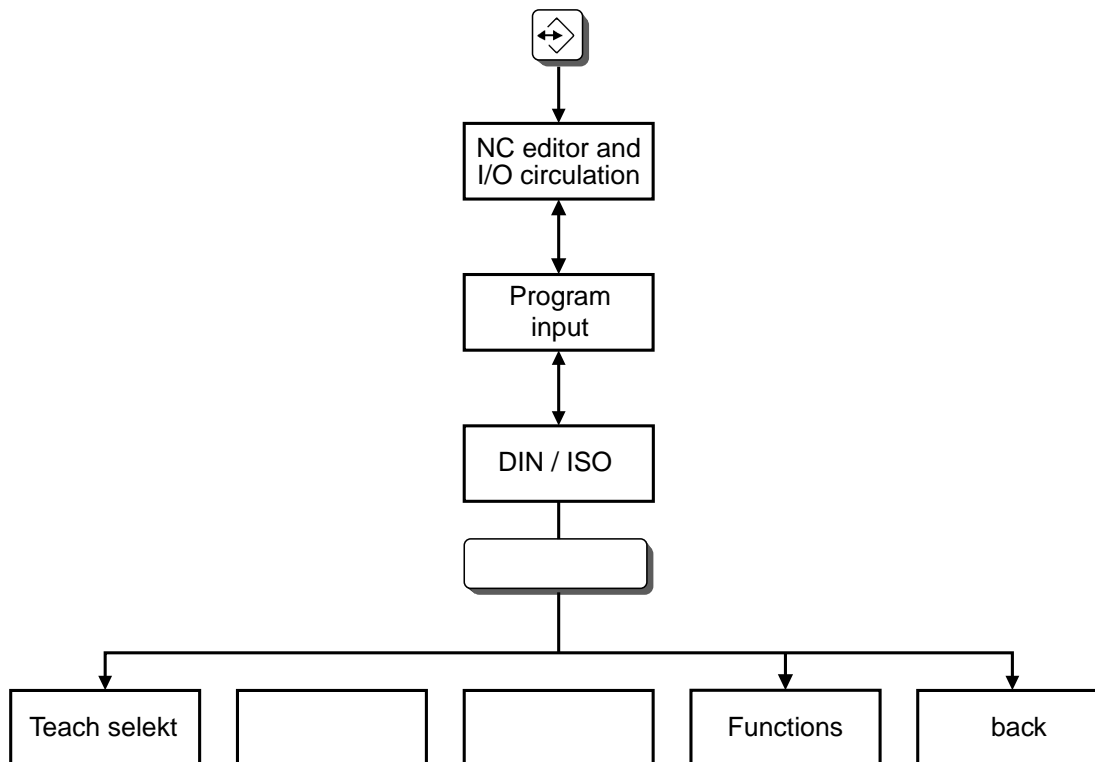 NC editor and
I/O circulation
Program
input
DIN / ISO
Teach selekt
Functions
back